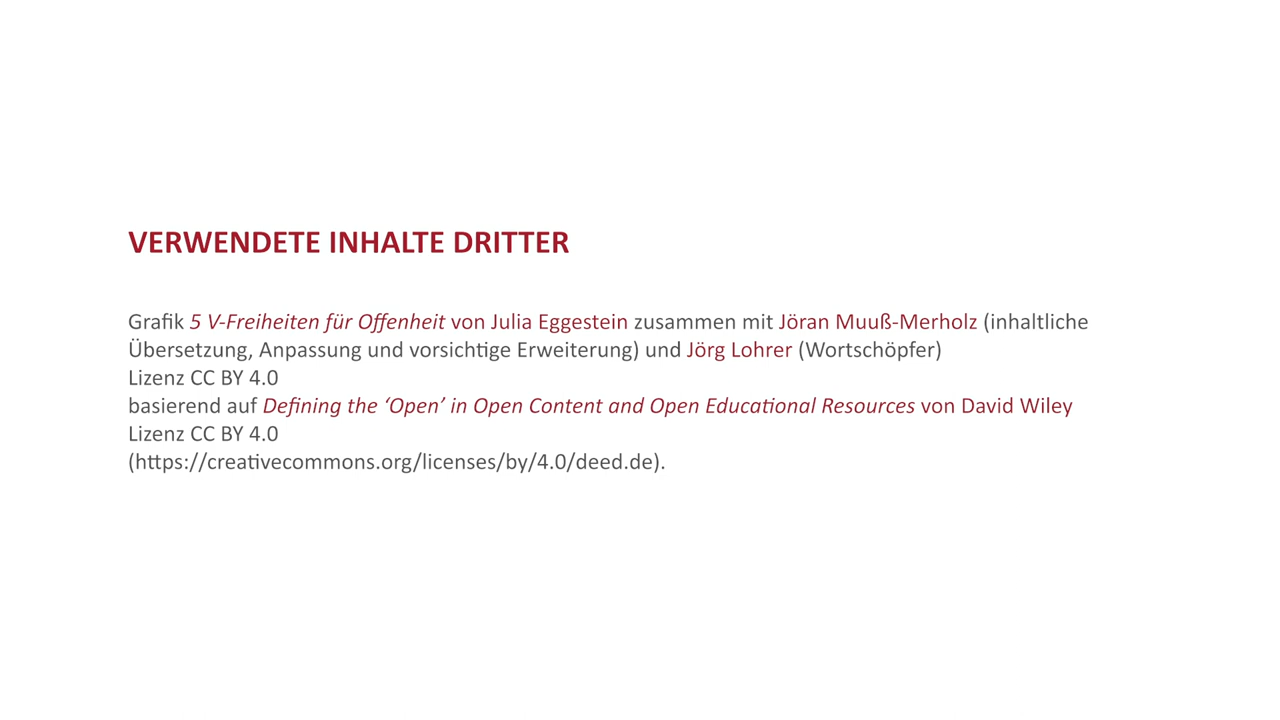 VERWENDETE INHALTE DRITTER
Grafik 5 V-Freiheiten für Offenheit von Julia Eggestein zusammen mit Jöran Muuß-Merholz (inhaltliche
Übersetzung, Anpassung und vorsichtige Erweiterung) und Jörg Lohrer (Wortschöpfer)
Lizenz CC BY 4.0
basierend auf Defining the ‘Open’ in Open Content and Open Educational Resources von David Wiley
Lizenz CC BY 4.0
(https://creativecommons.org/licenses/by/4.0/deed.de).